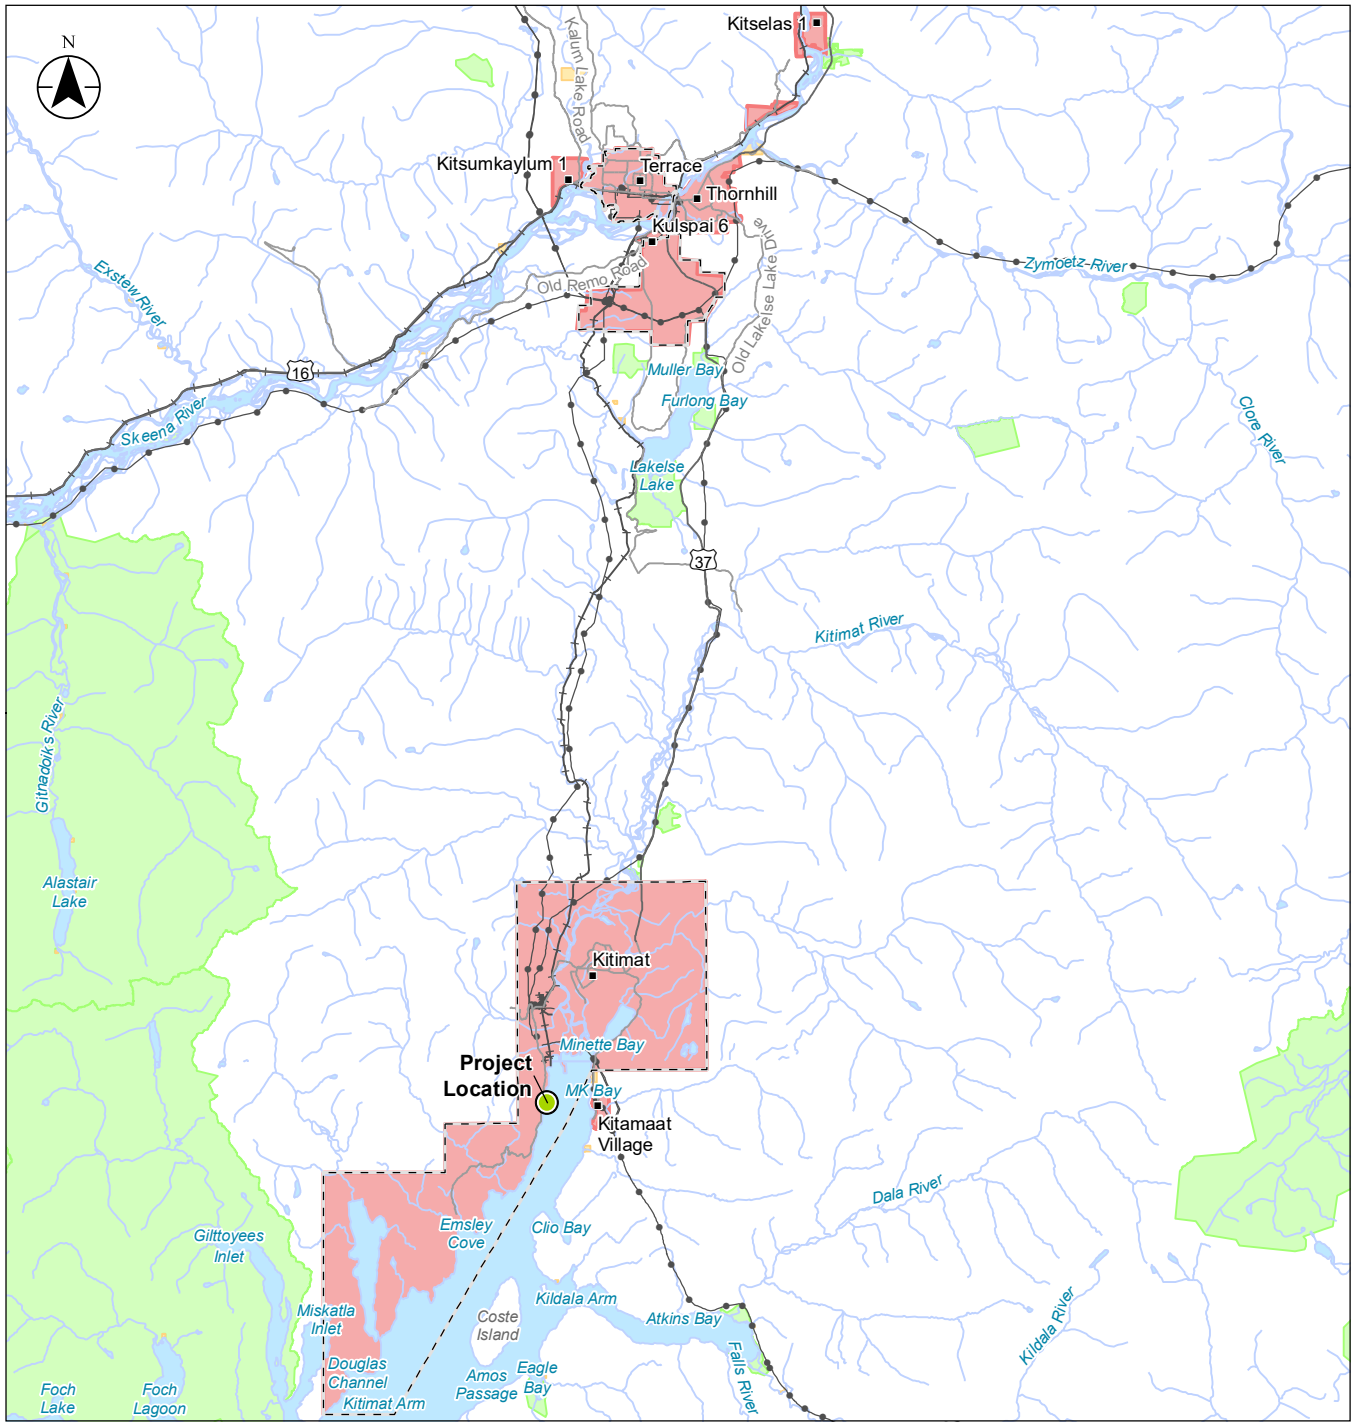 Kitselas 1
N
Kalum Lake Road
Kitsumkaylum 1
Terrace
Thornhill
Kulspai 6
Old Remo Road
Old Lakelse Lake Drive
Zymoetz River
Exstew River
16
Skeena River
Muller Bay
Furlong Bay
Clore River
Lakelse
Lake
37
Kitimat River
Gitnadoiks River
Alastair
Lake
Kitimat
Minette Bay
Project
Location
MK Bay
Kitamaat
Village
Dala River
Emsley
Cove
Clio Bay
Gilttoyees
Inlet
Kildala Arm
Miskatla
Inlet
Coste
Island
Atkins Bay
Kildala River
Falls River
Douglas
Channel
Eagle
Bay
Amos
Passage
Foch
Lake
Foch
Lagoon
Kitimat Arm